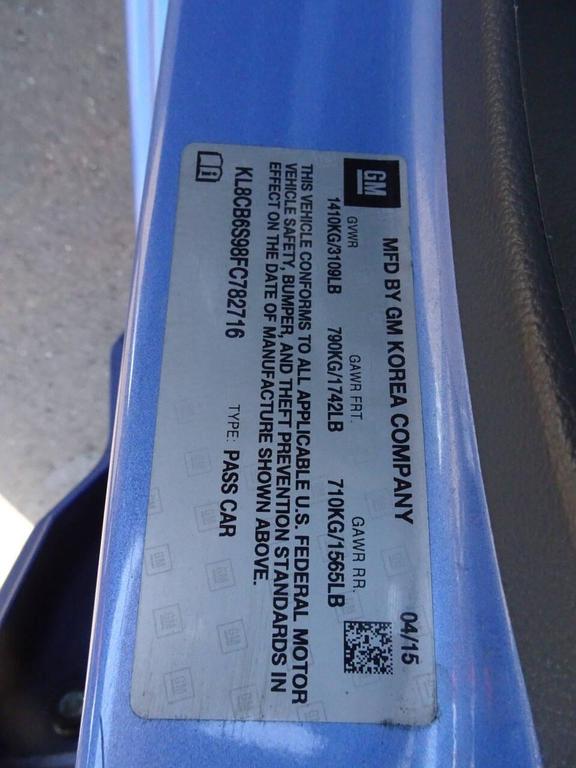 GM MFD BY GM KOREA COMPANY 04/15
GVWR GAWR FRT. GAWR RR.
1410KG/3109LB 790KG/1742LB 710KG/1565LB
THIS VEHICLE CONFORMS TO ALL APPLICABLE U.S. FEDERAL MOTOR
VEHICLE SAFETY, BUMPER, AND THEFT PREVENTION STANDARDS IN
EFFECT ON THE DATE OF MANUFACTURE SHOWN ABOVE.
KL8CB6S98FC782716 TYPE: PASS CAR